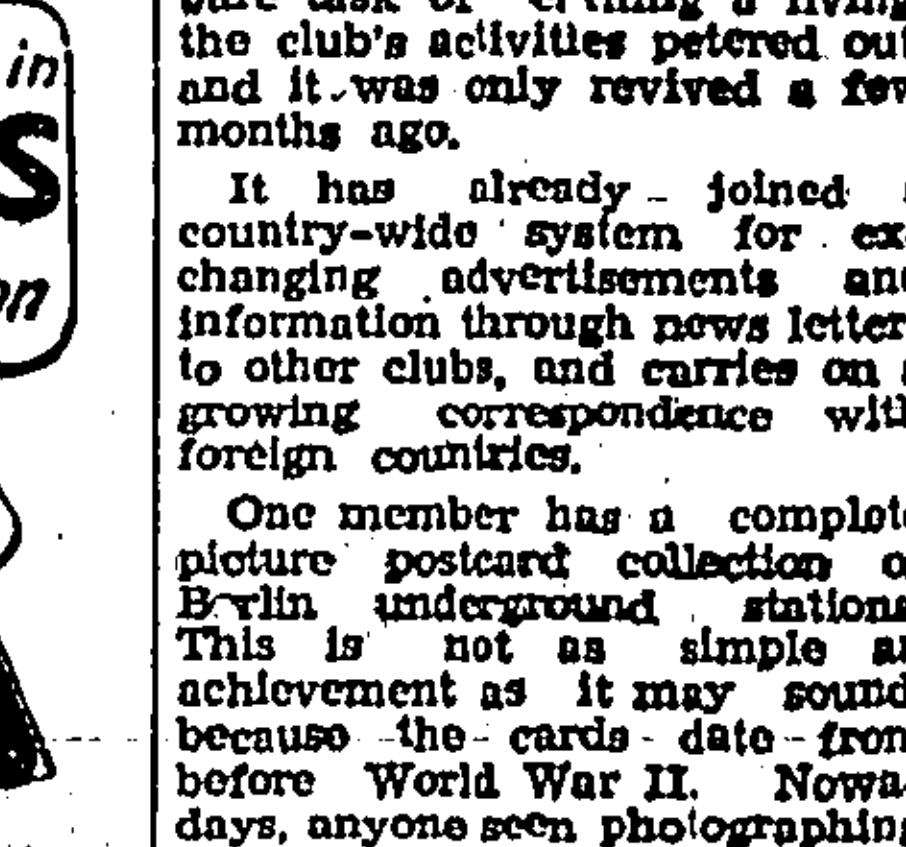 in
S
on
the club's activities petered out
and it was only revived a few
months ago.
It has already joined
country-wide system for ex-
changing advertisements and
information through news letter
to other clubs, and carries on a
growing correspondence with
foreign countries.
One member has a complete
picture postcard collection of
Berlin underground stations.
This is not as simple an
achievement as it may sound,
because the cards date from
before World War II. Nowa-
days, anyone seen photographing